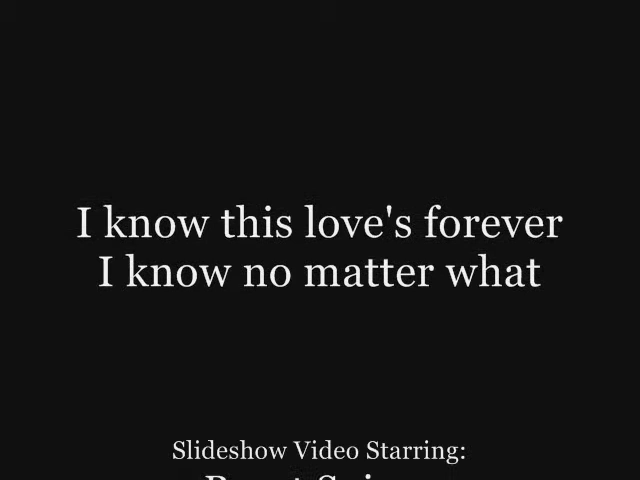 I know this love's forever
I know no matter what
Slideshow Video Starring: